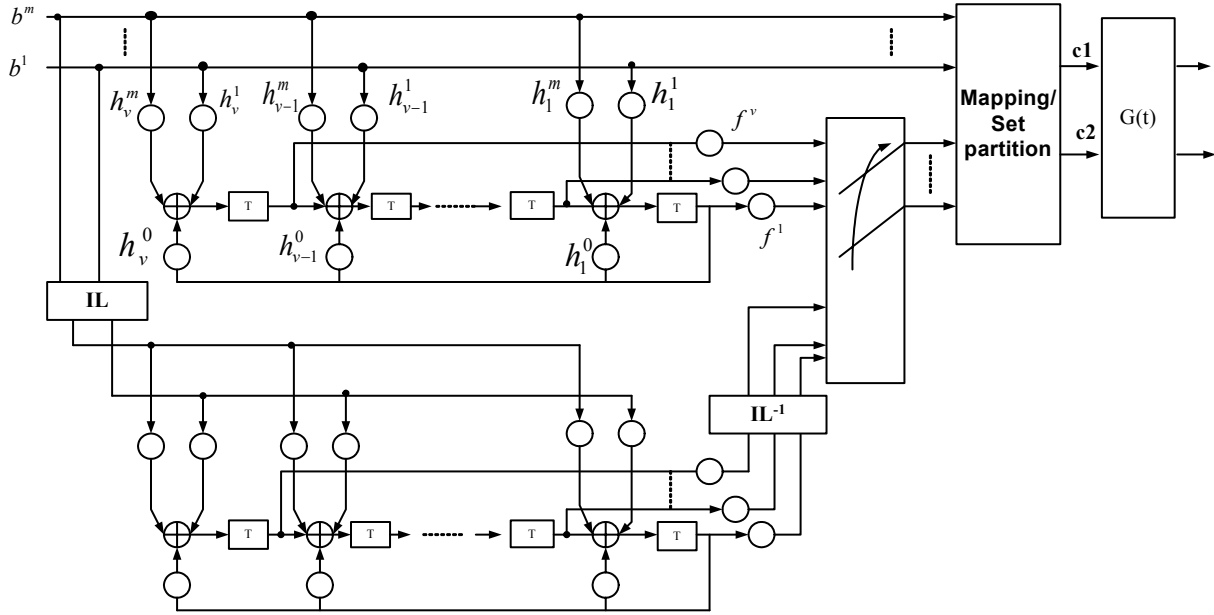 b^m
b^1
h_v^m h_v^1 h_{v-1}^m h_{v-1}^1 h_1^m h_1^1
f^v
T T T T
f^1
h_v^0 h_{v-1}^0 h_1^0
Mapping/
Set
partition
c1
c2
G(t)
IL
IL^{-1}
T T T T